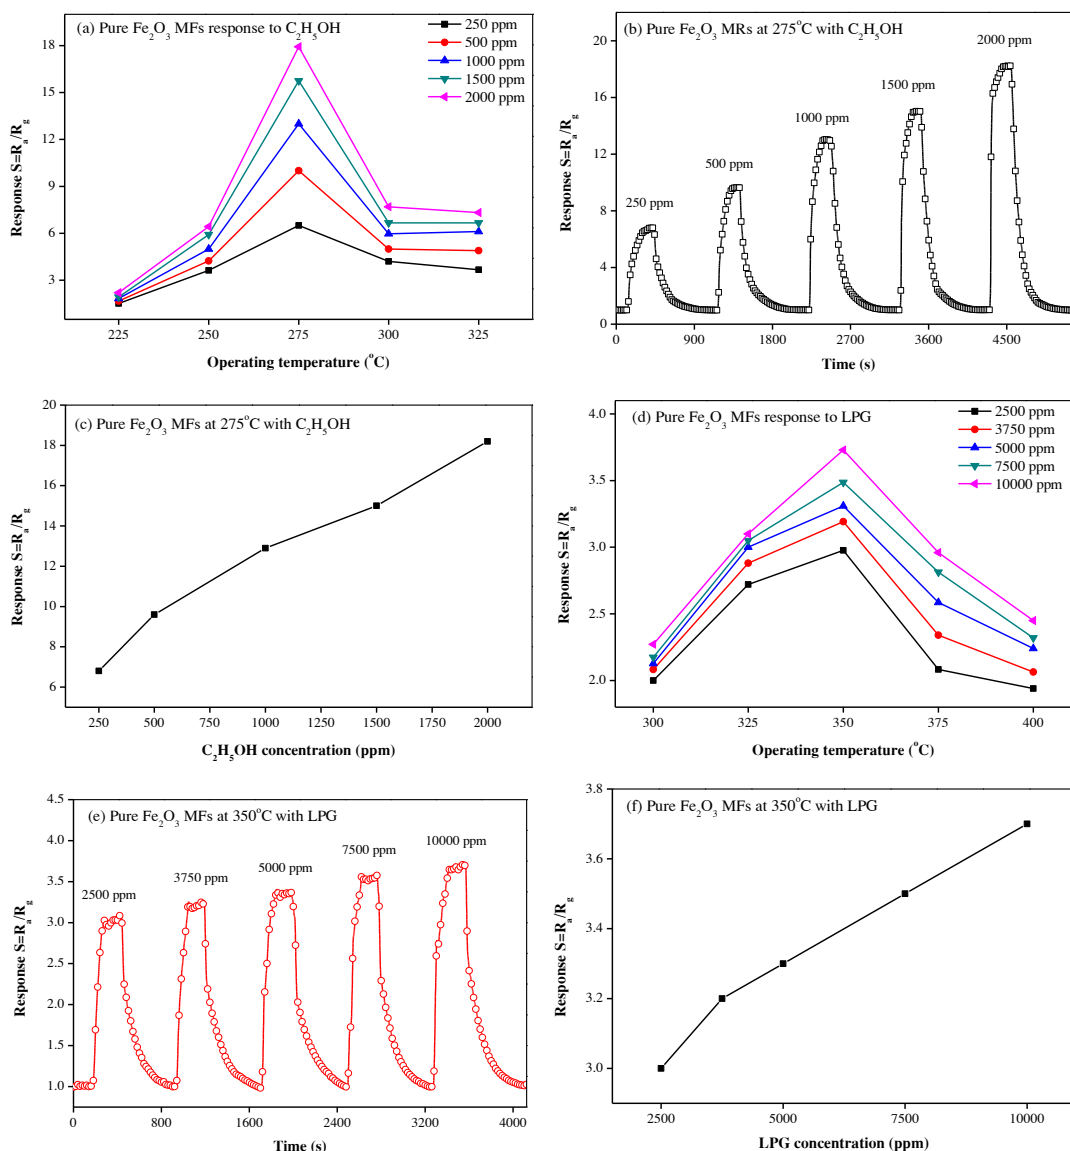 (a) Pure Fe₂O₃ MFs response to C₂H₅OH
250 ppm
500 ppm
1000 ppm
1500 ppm
2000 ppm
18
15
12
9
6
3
225
250
275
300
325
Response S=Rₐ/R_g
Operating temperature (°C)
(b) Pure Fe₂O₃ MRs at 275°C with C₂H₅OH
250 ppm
500 ppm
1000 ppm
1500 ppm
2000 ppm
20
16
12
8
4
0
0
900
1800
2700
3600
4500
Response S=Rₐ/R_g
Time (s)
(c) Pure Fe₂O₃ MFs at 275°C with C₂H₅OH
20
18
16
14
12
10
8
6
250
500
750
1000
1250
1500
1750
2000
Response S=Rₐ/R_g
C₂H₅OH concentration (ppm)
(d) Pure Fe₂O₃ MFs response to LPG
2500 ppm
3750 ppm
5000 ppm
7500 ppm
10000 ppm
4.0
3.5
3.0
2.5
2.0
300
325
350
375
400
Response S=Rₐ/R_g
Operating temperature (°C)
(e) Pure Fe₂O₃ MFs at 350°C with LPG
2500 ppm
3750 ppm
5000 ppm
7500 ppm
10000 ppm
4.5
4.0
3.5
3.0
2.5
2.0
1.5
1.0
0
800
1600
2400
3200
4000
Response S=Rₐ/R_g
Time (s)
(f) Pure Fe₂O₃ MFs at 350°C with LPG
3.8
3.6
3.4
3.2
3.0
2500
5000
7500
10000
Response S=Rₐ/R_g
LPG concentration (ppm)